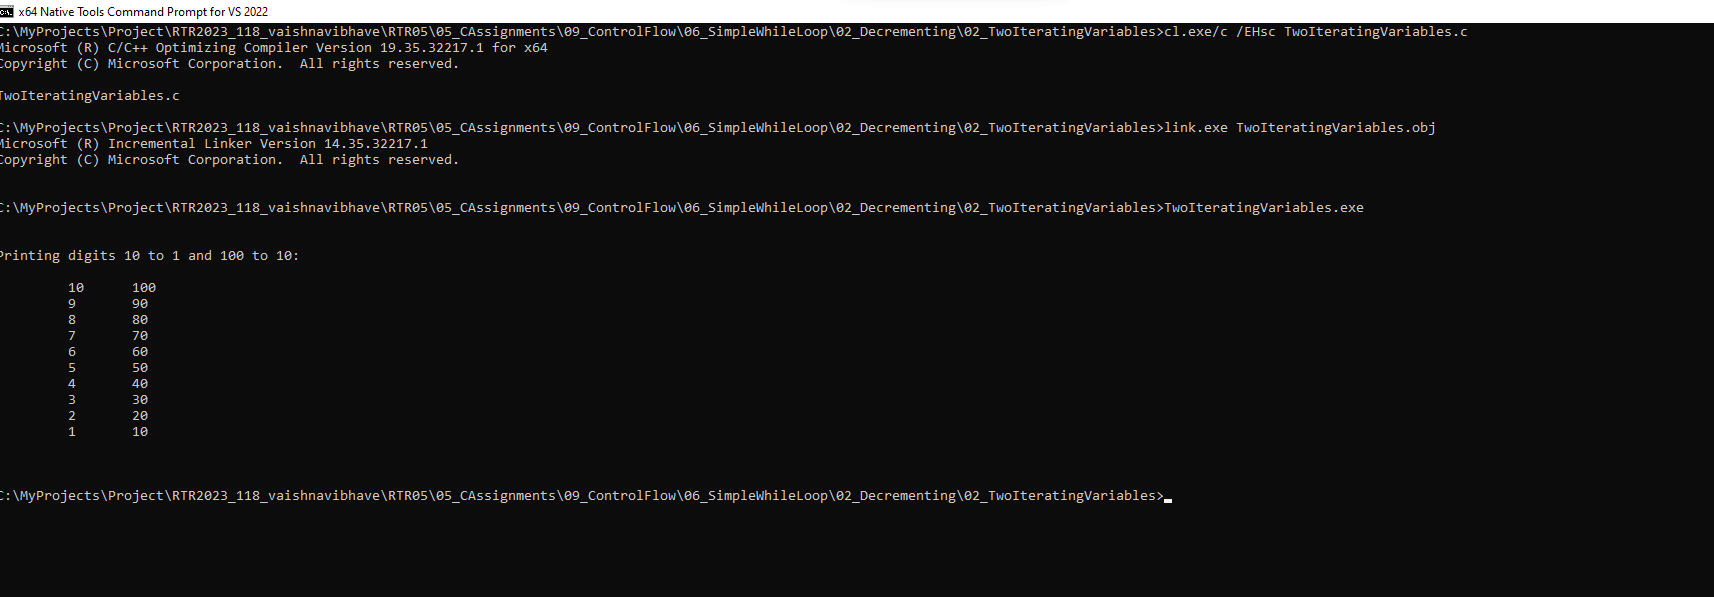 x64 Native Tools Command Prompt for VS 2022
C:\MyProjects\Project\RTR2023_118_vaishnavibhave\RTR05\05_CAssignments\09_ControlFlow\06_SimpleWhileLoop\02_Decrementing\02_TwoIteratingVariables>cl.exe/c /EHsc TwoIteratingVariables.c
Microsoft (R) C/C++ Optimizing Compiler Version 19.35.32217.1 for x64
Copyright (C) Microsoft Corporation.  All rights reserved.
TwoIteratingVariables.c
C:\MyProjects\Project\RTR2023_118_vaishnavibhave\RTR05\05_CAssignments\09_ControlFlow\06_SimpleWhileLoop\02_Decrementing\02_TwoIteratingVariables>link.exe TwoIteratingVariables.obj
Microsoft (R) Incremental Linker Version 14.35.32217.1
Copyright (C) Microsoft Corporation.  All rights reserved.
C:\MyProjects\Project\RTR2023_118_vaishnavibhave\RTR05\05_CAssignments\09_ControlFlow\06_SimpleWhileLoop\02_Decrementing\02_TwoIteratingVariables>TwoIteratingVariables.exe
Printing digits 10 to 1 and 100 to 10:
10 100
9 90
8 80
7 70
6 60
5 50
4 40
3 30
2 20
1 10
C:\MyProjects\Project\RTR2023_118_vaishnavibhave\RTR05\05_CAssignments\09_ControlFlow\06_SimpleWhileLoop\02_Decrementing\02_TwoIteratingVariables>